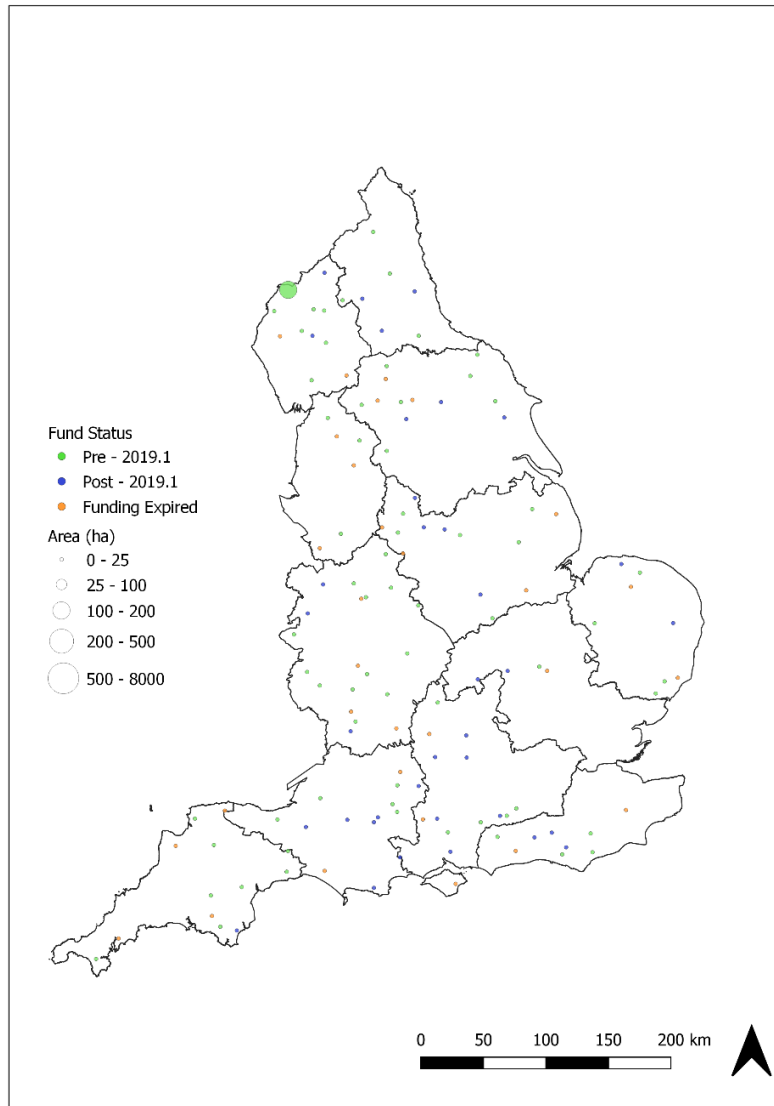 Fund Status
Pre - 2019.1
Post - 2019.1
Funding Expired
Area (ha)
0 - 25
25 - 100
100 - 200
200 - 500
500 - 8000
0 50 100 150 200 km